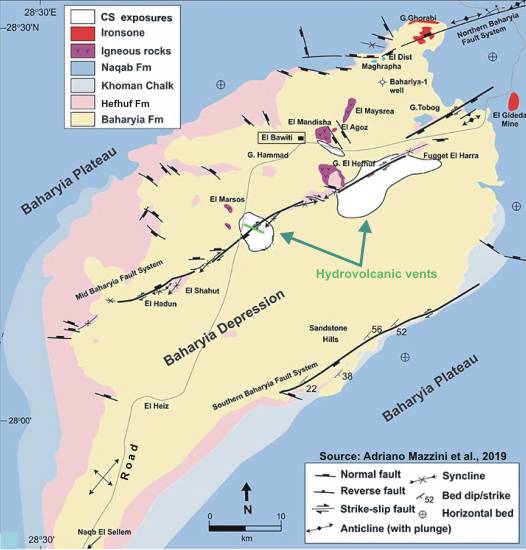 28°30'E
28°30'N
CS exposures
Ironsone
Igneous rocks
Naqab Fm
Khoman Chalk
Hefhuf Fm
Baharyia Fm
G.Ghorabi
Northern Baharyia
Fault System
El Dist
Maghrapha
Bahariya-1
well
El Maysrea
G.Tobog
El Gideda
Mine
El Mandisha
El Agoz
El Bawiti
G. Hammad
G. El Hefhuf
Fugget El Harra
Baharyia Plateau
El Marsos
Hydrovolcanic vents
Mid Baharyia Fault System
El Shahut
El Hadun
Baharyia Depression
Sandstone
Hills
56
52
38
22
Southern Baharyia Fault System
Baharyia Plateau
El Heiz
28°00'
Road
Naqb El Sellem
28°30'
N
0
10
km
Source: Adriano Mazzini et al., 2019
Normal fault
Reverse fault
Strike-slip fault
Anticline (with plunge)
Syncline
52 Bed dip/strike
Horizontal bed